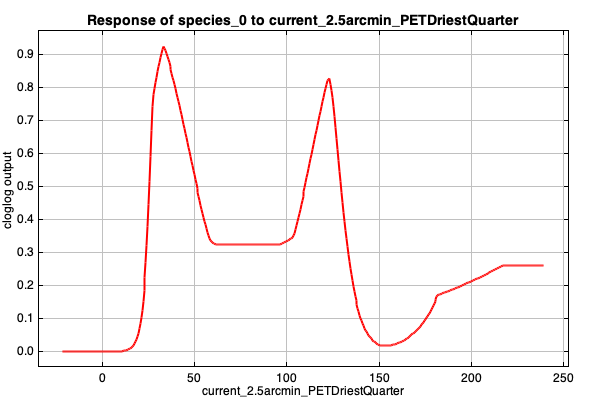 Response of species_0 to current_2.5arcmin_PETDriestQuarter
cloglog output
0.9
0.8
0.7
0.6
0.5
0.4
0.3
0.2
0.1
0.0
0 50 100 150 200 250
current_2.5arcmin_PETDriestQuarter